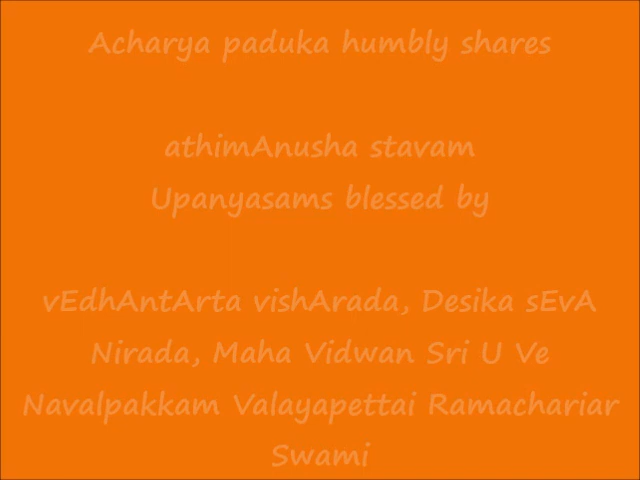 Acharya paduka humbly shares
athimAnusha stavam
Upanyasams blessed by
vEdhAntArta vishArada, Desika sEvA
Nirada, Maha Vidwan Sri U Ve
Navalpakkam Valayapettai Ramachariar
Swami